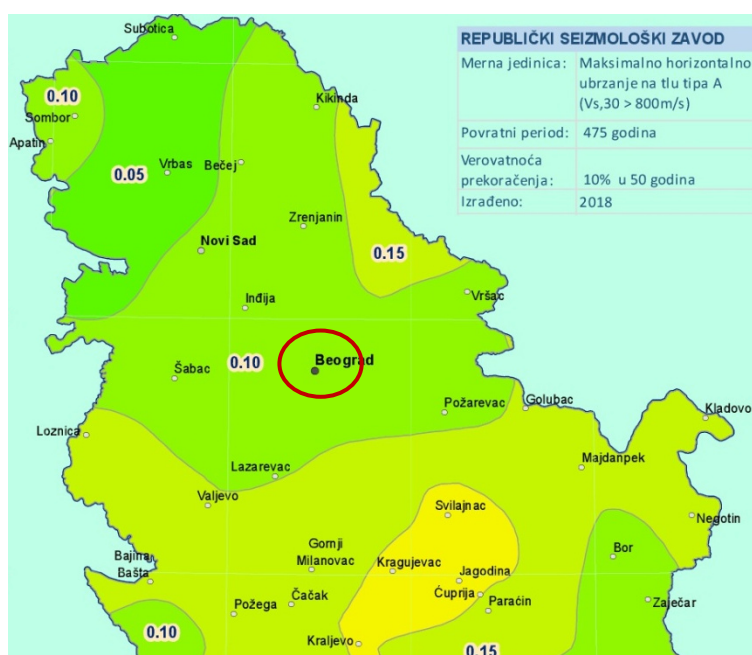 Subotica
REPUBLIČKI SEIZMOLOŠKI ZAVOD
Merna jedinica: Maksimalno horizontalno
ubrzanje na tlu tipa A
(Vs,30 > 800m/s)
Povratni period: 475 godina
Verovatnoća
prekoračenja: 10% u 50 godina
Izrađeno: 2018
0.10
Sombor
Kikinda
Apatin
0.05
Vrbas
Bečej
Zrenjanin
Novi Sad
0.15
Inđija
Vršac
0.10
Beograd
Šabac
Požarevac
Golubac
Kladovo
Loznica
Lazarevac
Majdanpek
Valjevo
Svilajnac
Negotin
Gornji
Milanovac
Bajina
Bašta
Kragujevac
Jagodina
Bor
Ćuprija
Čačak
Požega
Paraćin
Zaječar
0.10
Kraljevo
0.15